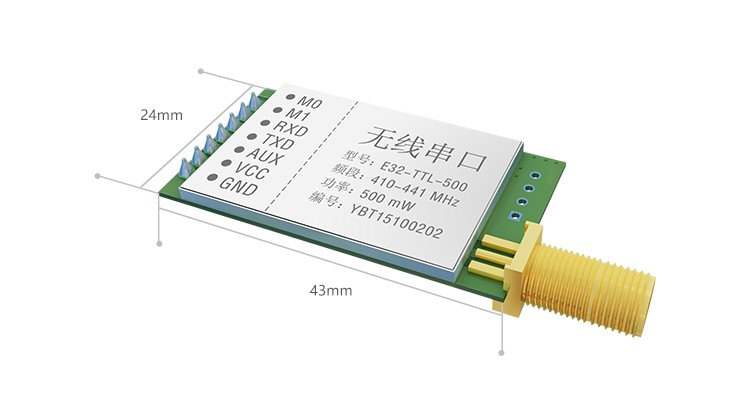 24mm
M0
M1
RXD
TXD
AUX
VCC
GND
无线串口
型号: E32-TTL-500
频段: 410-441 MHz
功率: 500 mW
编号: YBT15100202
43mm